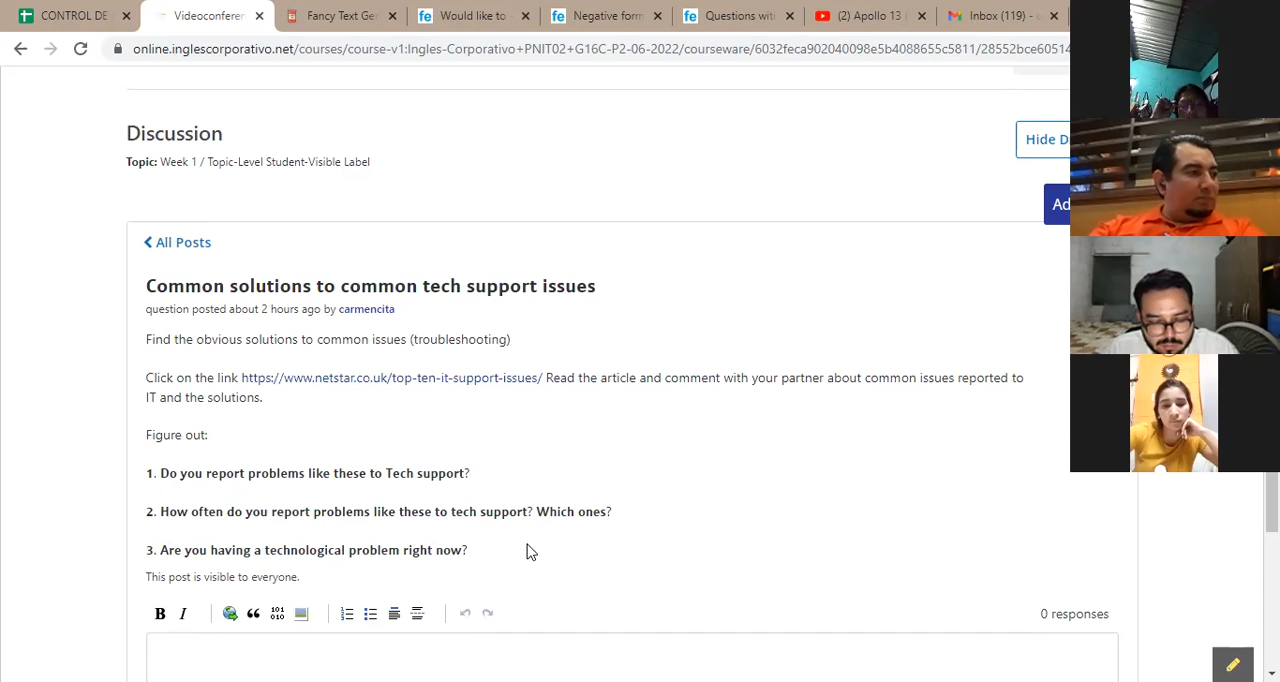 CONTROL DE
Videoconferen
Fancy Text Ge
Would like to
Negative form
Questions wit
(2) Apollo 13
Inbox (119) -
online.inglescorporativo.net/courses/course-v1:Ingles-Corporativo+PNIT02+G16C-P2-06-2022/courseware/6032feca902040098e5b4088655c5811/28552bce60514
Discussion
Hide D
Topic: Week 1 / Topic-Level Student-Visible Label
Ad
All Posts
Common solutions to common tech support issues
question posted about 2 hours ago by carmencita
Find the obvious solutions to common issues (troubleshooting)
Click on the link https://www.netstar.co.uk/top-ten-it-support-issues/ Read the article and comment with your partner about common issues reported to
IT and the solutions.
Figure out:
1. Do you report problems like these to Tech support?
2. How often do you report problems like these to tech support? Which ones?
3. Are you having a technological problem right now?
This post is visible to everyone.
B I
101
010
0 responses